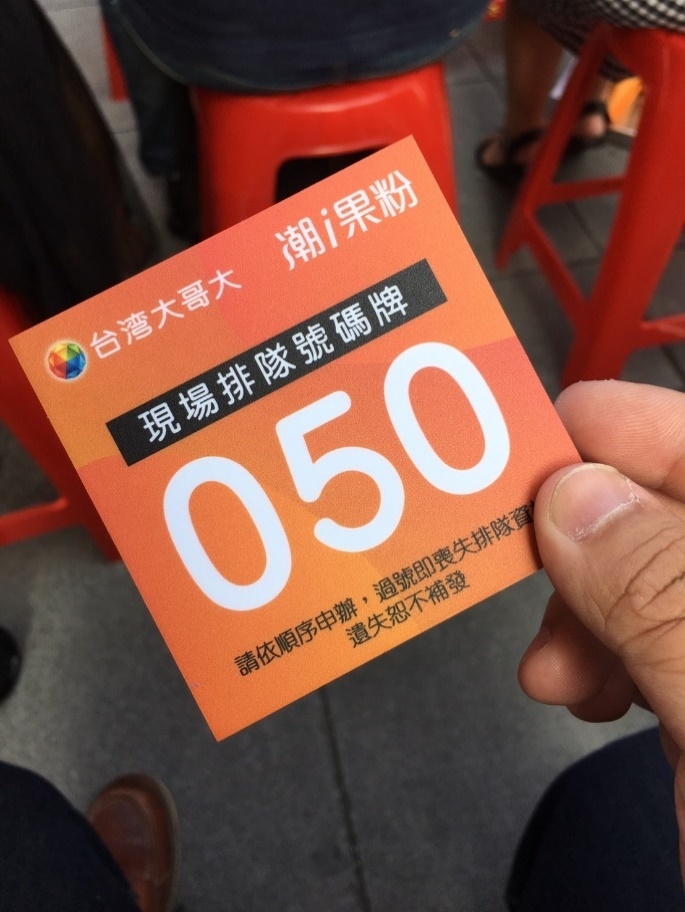 台湾大哥大 潮i果粉
現場排隊號碼牌
050
請依順序申辦，過號即喪失排隊資
遺失恕不補發